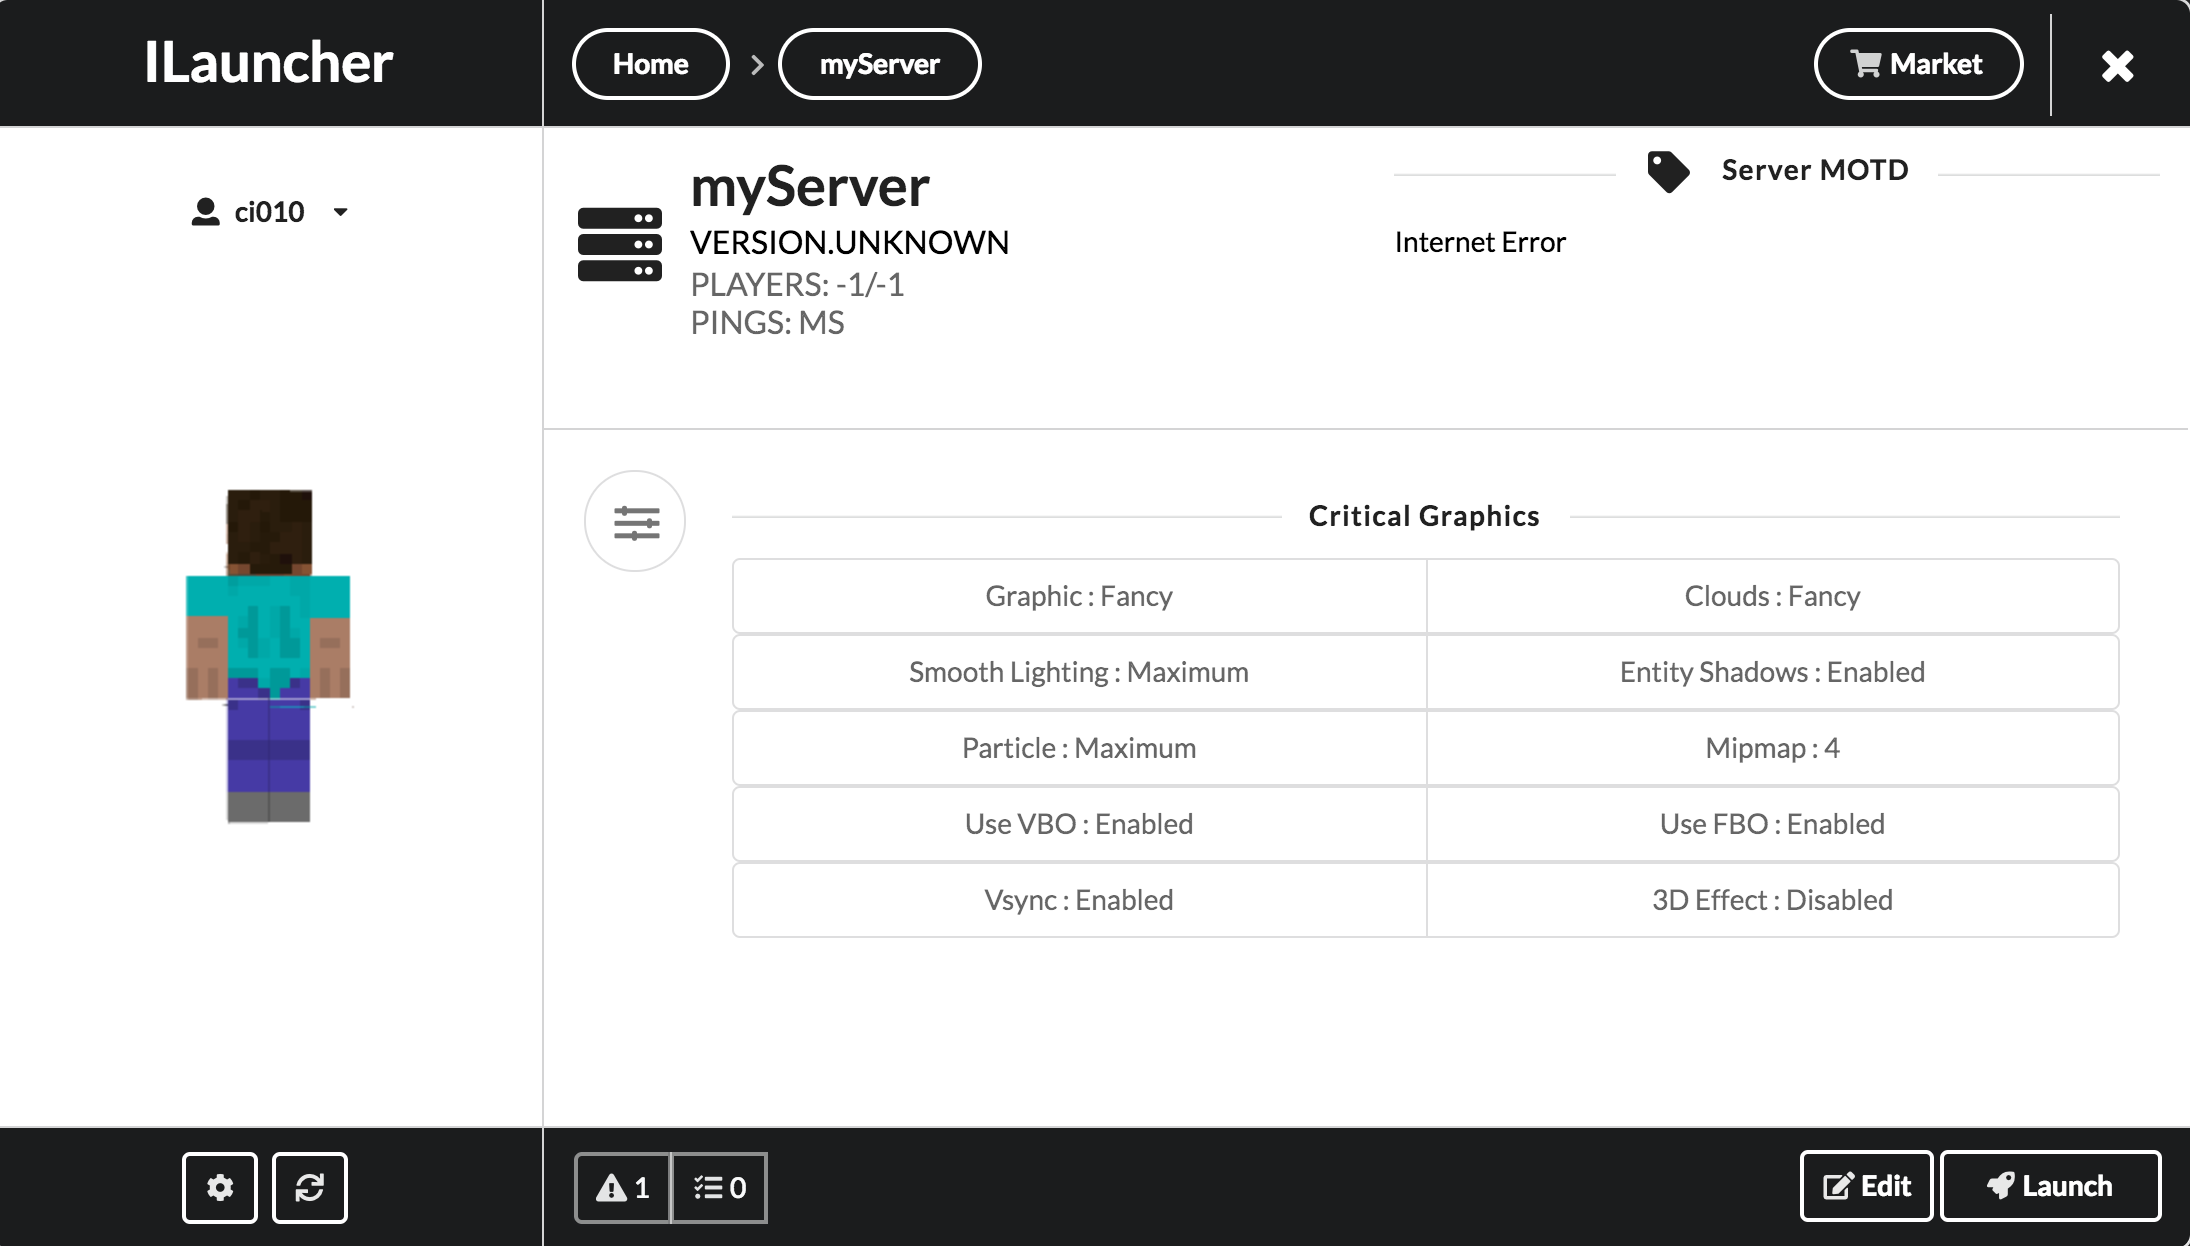 ILauncher
Home
myServer
Market
ci010
myServer
VERSION.UNKNOWN
PLAYERS: -1/-1
PINGS: MS
Server MOTD
Internet Error
Critical Graphics
Graphic : Fancy
Clouds : Fancy
Smooth Lighting : Maximum
Entity Shadows : Enabled
Particle : Maximum
Mipmap : 4
Use VBO : Enabled
Use FBO : Enabled
Vsync : Enabled
3D Effect : Disabled
1
0
Edit
Launch